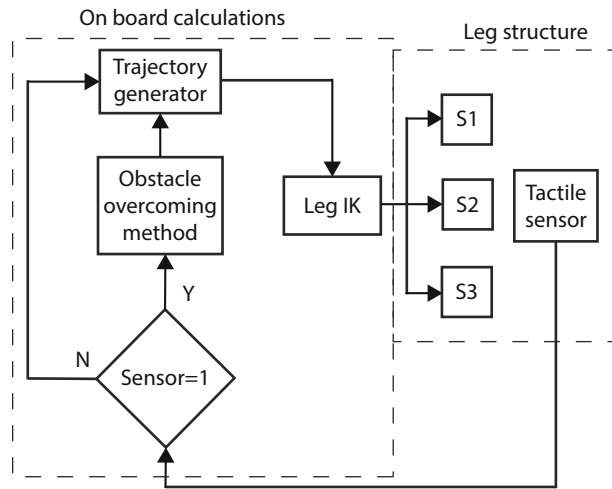 On board calculations
Leg structure
Trajectory
generator
S1
Obstacle
overcoming
method
Leg IK
S2
Tactile
sensor
S3
Y
N
Sensor=1